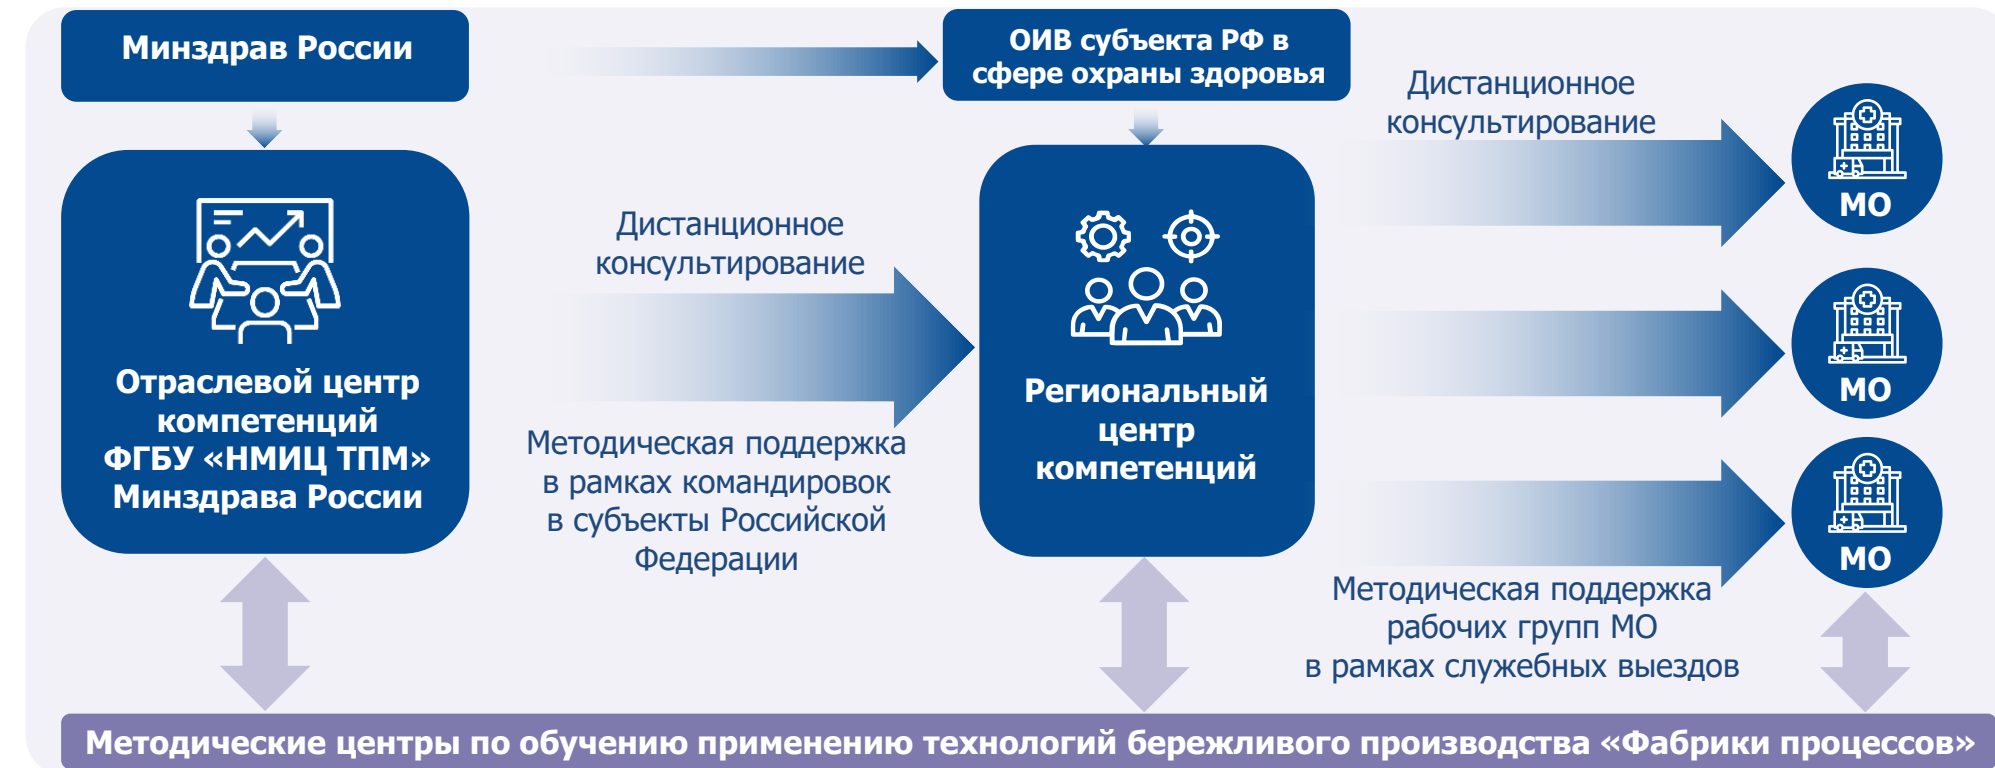 Минздрав России
ОИВ субъекта РФ в
сфере охраны здоровья
Отраслевой центр
компетенций
ФГБУ «НМИЦ ТПМ»
Минздрава России
Дистанционное
консультирование
Методическая поддержка
в рамках командировок
в субъекты Российской
Федерации
Региональный
центр
компетенций
Дистанционное
консультирование
Методическая поддержка
рабочих групп МО
в рамках служебных выездов
МО
МО
МО
Методические центры по обучению применению технологий бережливого производства «Фабрики процессов»